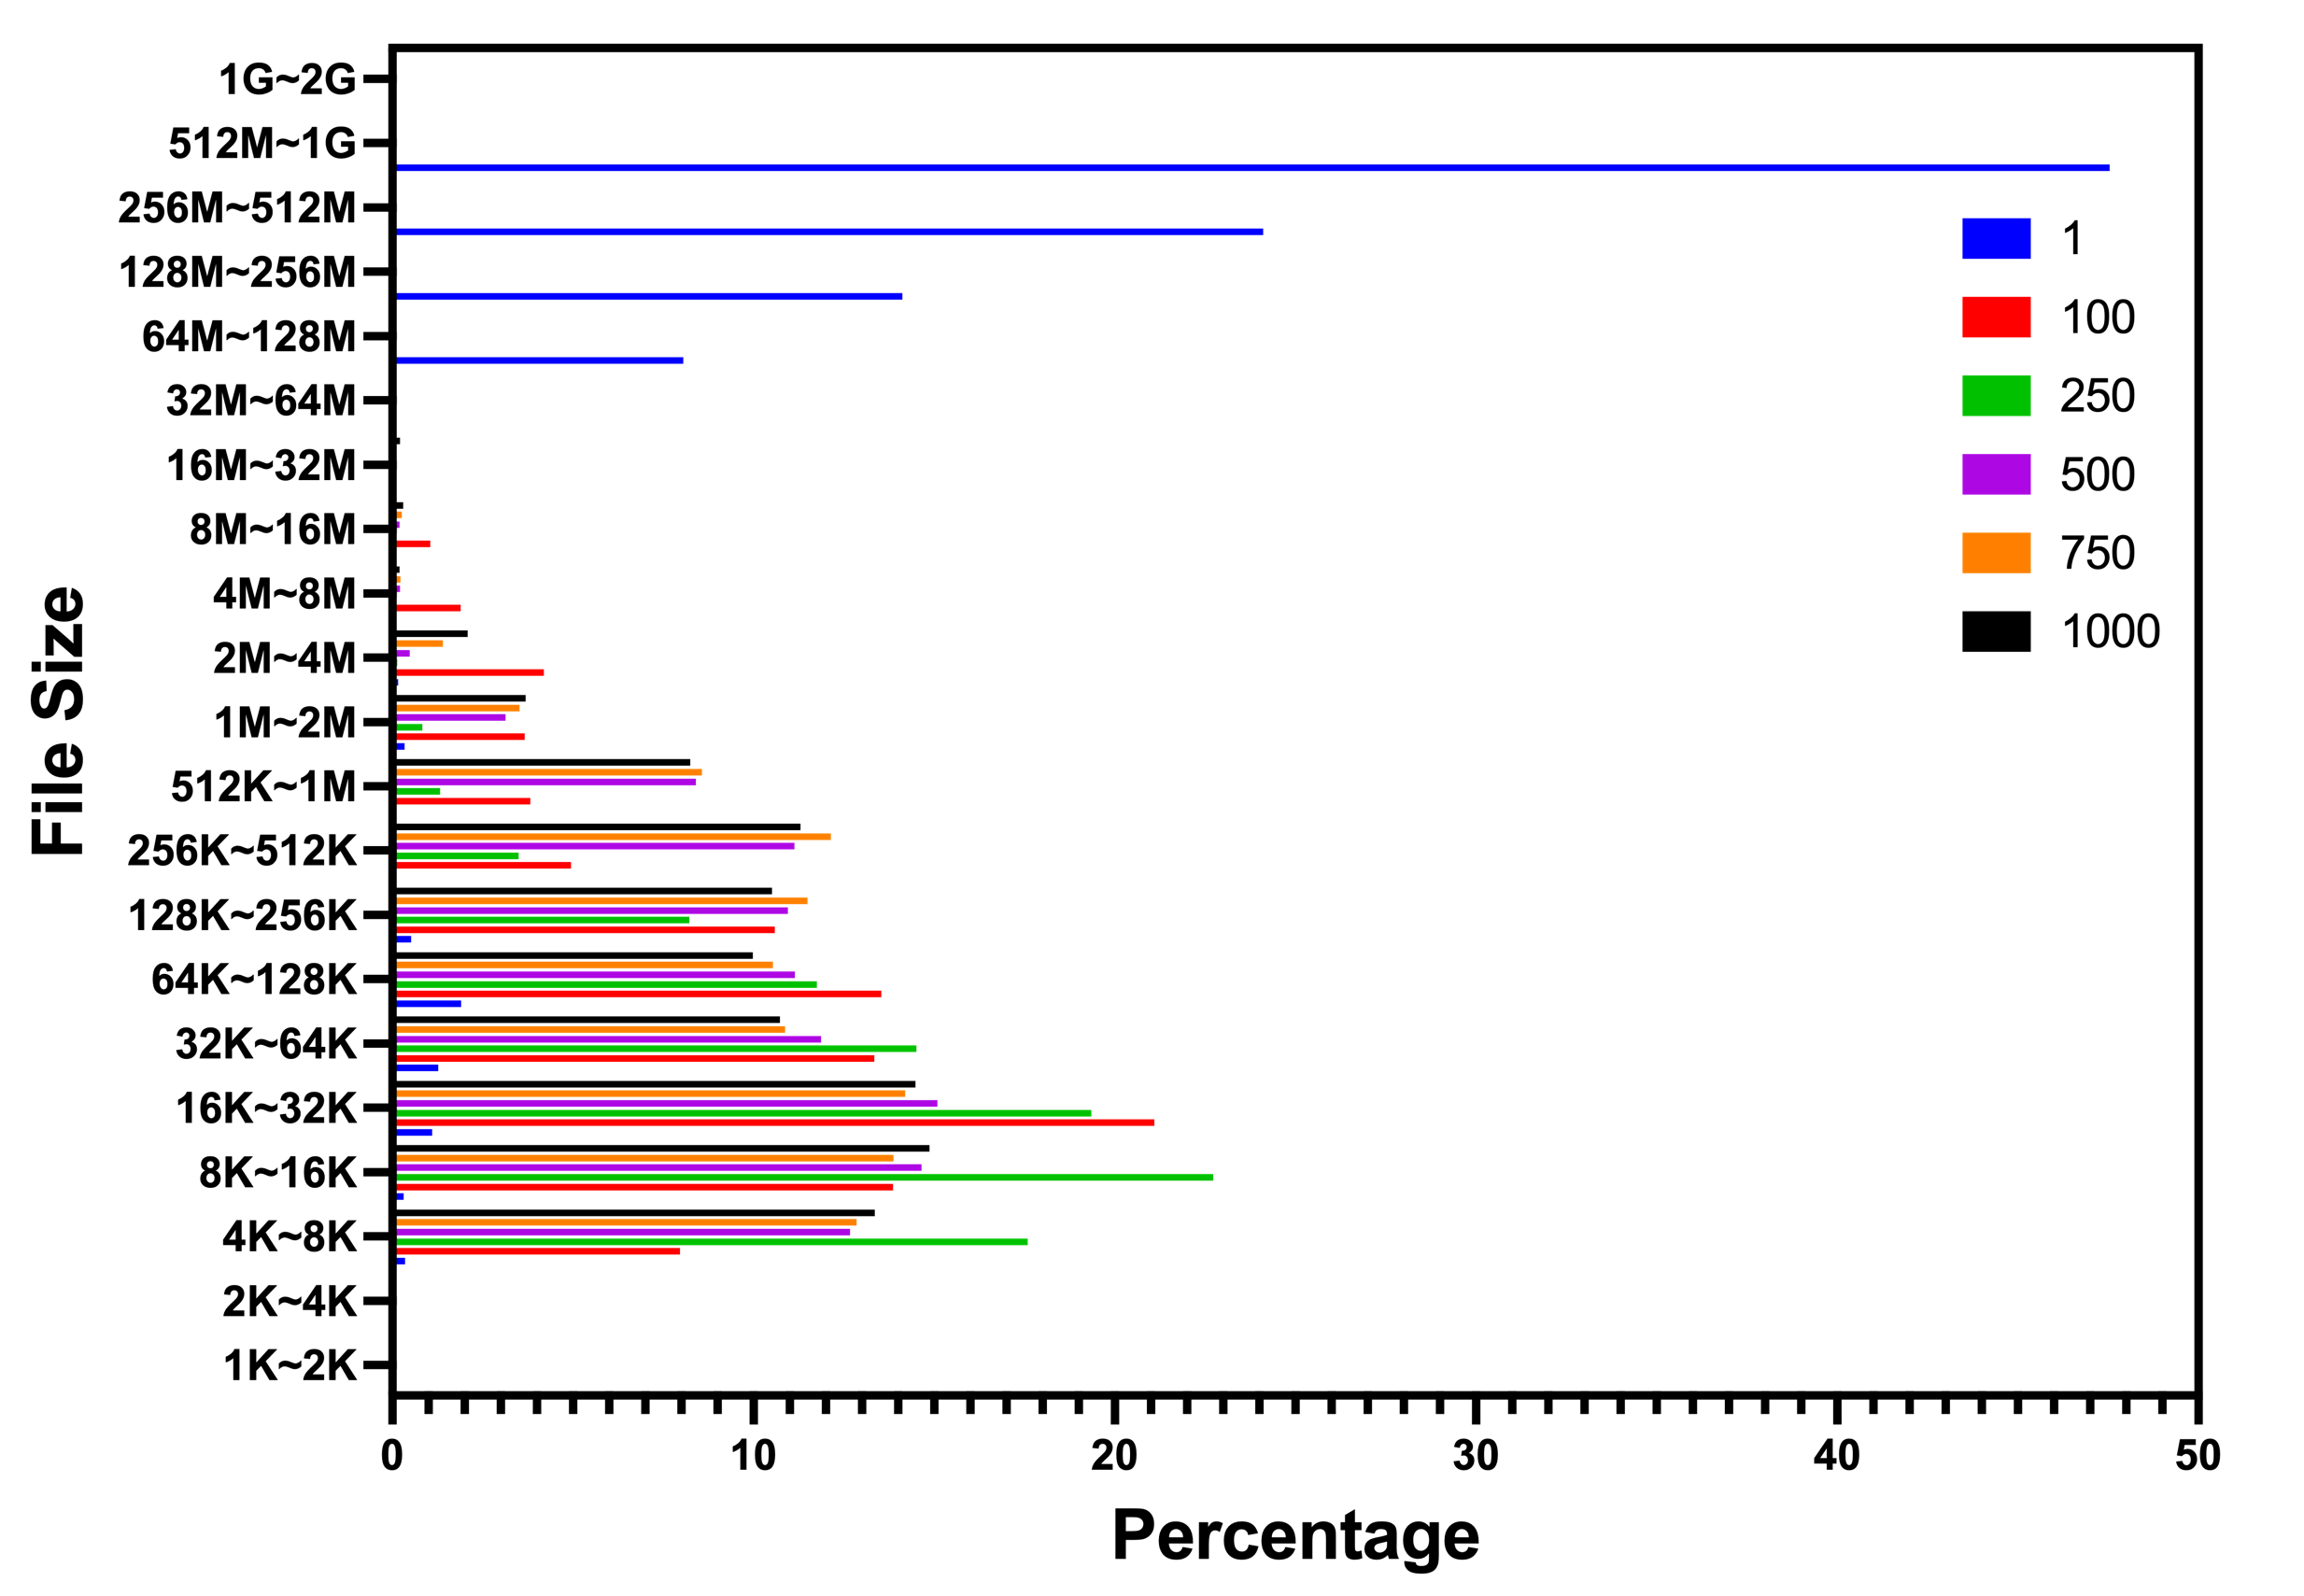 1G~2G
512M~1G
256M~512M
128M~256M
64M~128M
32M~64M
16M~32M
8M~16M
4M~8M
2M~4M
1M~2M
512K~1M
256K~512K
128K~256K
64K~128K
32K~64K
16K~32K
8K~16K
4K~8K
2K~4K
1K~2K
File Size
0 10 20 30 40 50
Percentage
1
100
250
500
750
1000